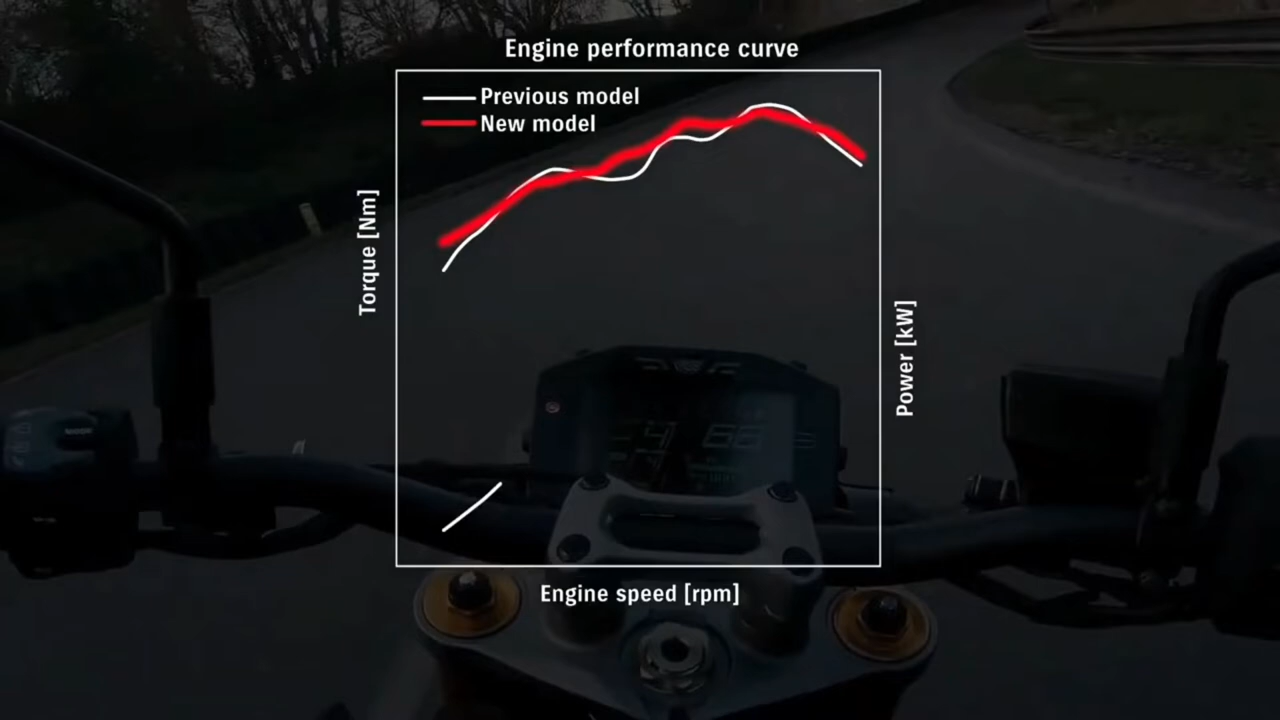 Engine performance curve
Previous model
New model
Torque [Nm]
Power [kW]
Engine speed [rpm]